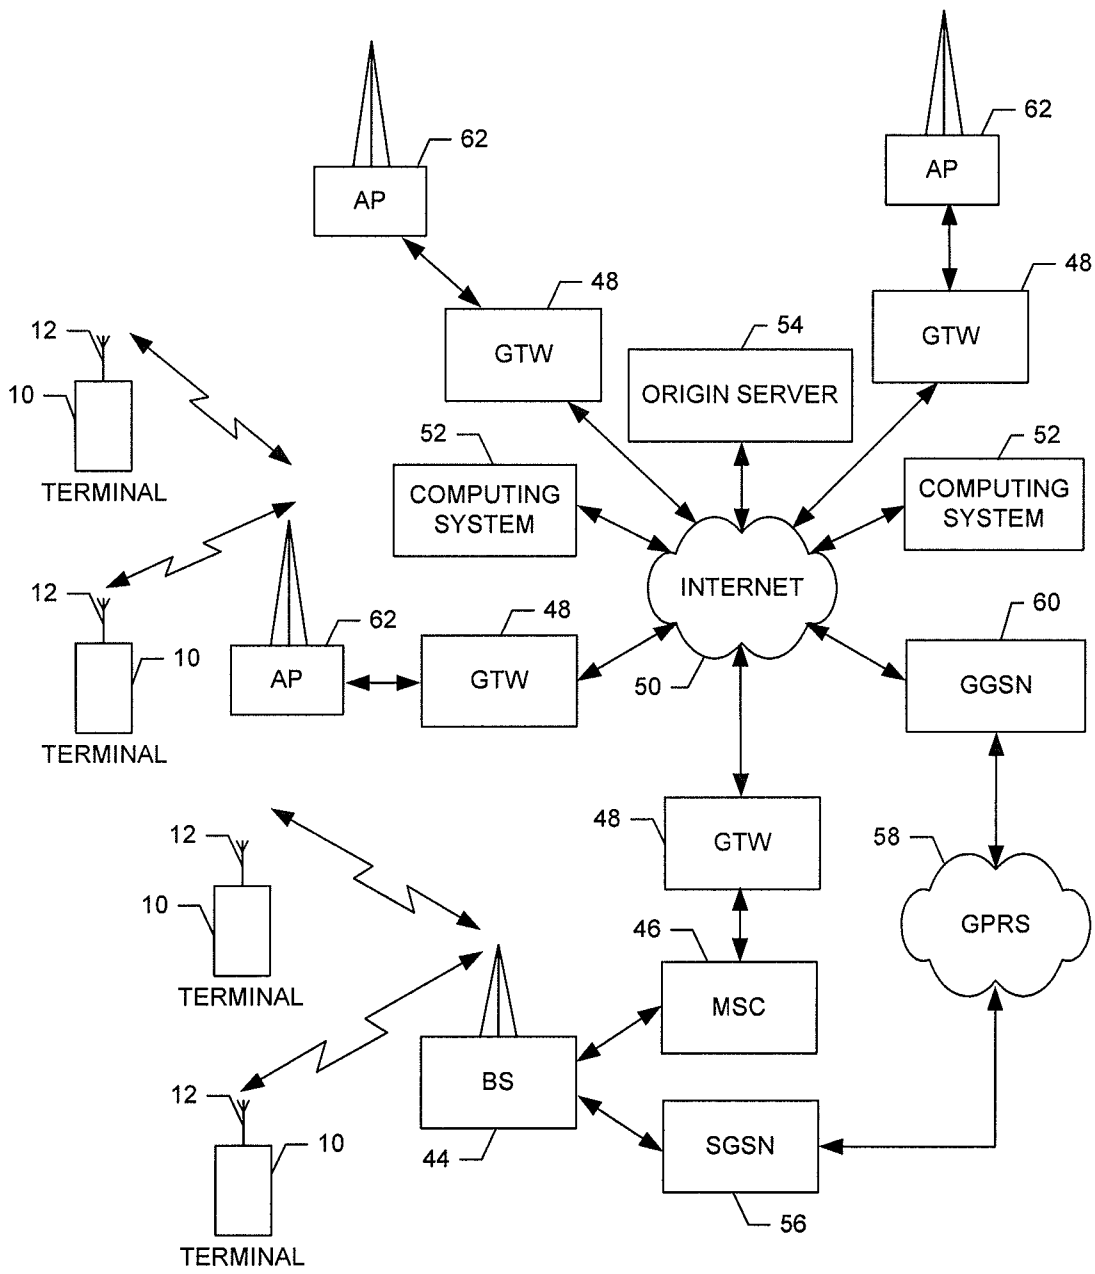 62
AP
62
AP
48
GTW
48
GTW
54
ORIGIN SERVER
12
10
TERMINAL
52
COMPUTING
SYSTEM
52
COMPUTING
SYSTEM
INTERNET
50
12
10
TERMINAL
62
AP
48
GTW
60
GGSN
48
GTW
58
GPRS
12
10
TERMINAL
46
MSC
BS
44
12
10
TERMINAL
SGSN
56